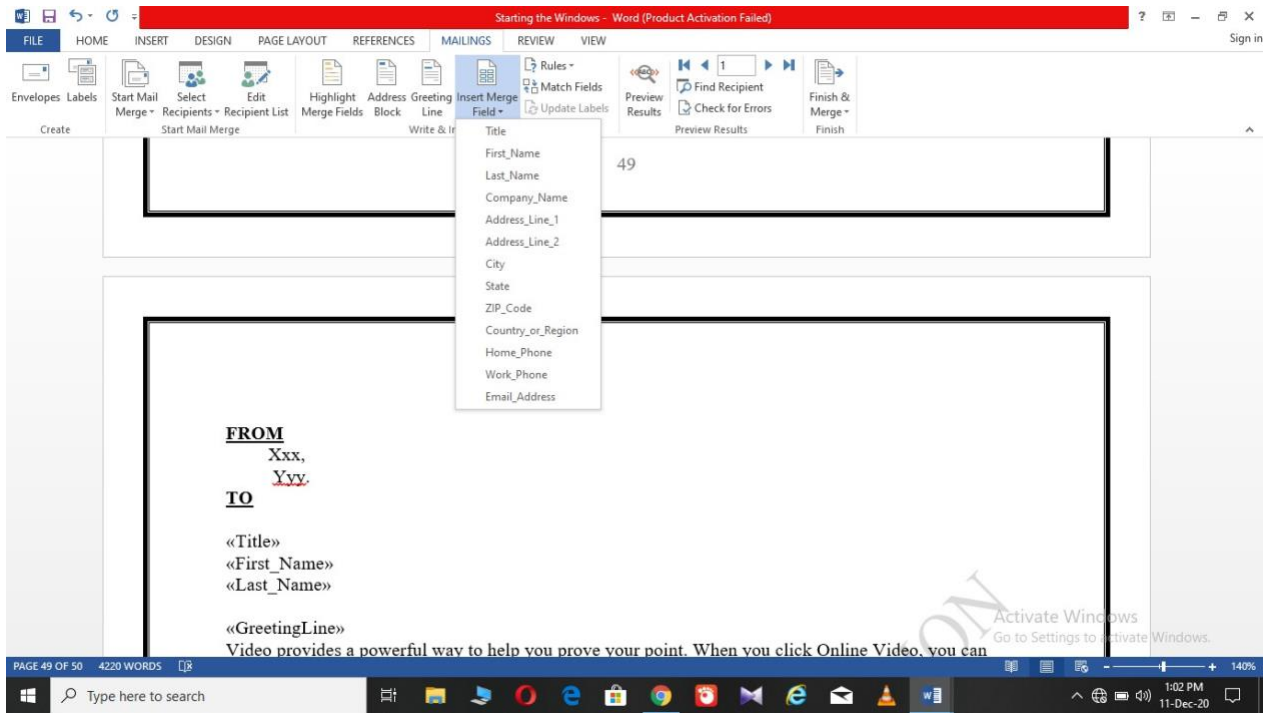 Starting the Windows - Word (Product Activation Failed)
FILE HOME INSERT DESIGN PAGE LAYOUT REFERENCES MAILINGS REVIEW VIEW Sign in
Envelopes Labels
Create
Start Mail Merge
Select Recipients
Edit Recipient List
Start Mail Merge
Highlight Merge Fields
Address Block
Greeting Line
Insert Merge Field
Rules
Match Fields
Update Labels
Write & Ir
«ABC»
Preview Results
1
Find Recipient
Check for Errors
Preview Results
Finish & Merge
Finish
Title
First_Name
Last_Name
Company_Name
Address_Line_1
Address_Line_2
City
State
ZIP_Code
Country_or_Region
Home_Phone
Work_Phone
Email_Address
49
FROM
Xxx,
Yyy.
TO
«Title»
«First_Name»
«Last_Name»
«GreetingLine»
Video provides a powerful way to help you prove your point. When you click Online Video, you can
ON
Activate Windows
Go to Settings to activate Windows.
PAGE 49 OF 50 4220 WORDS 140%
Type here to search
1:02 PM
11-Dec-20